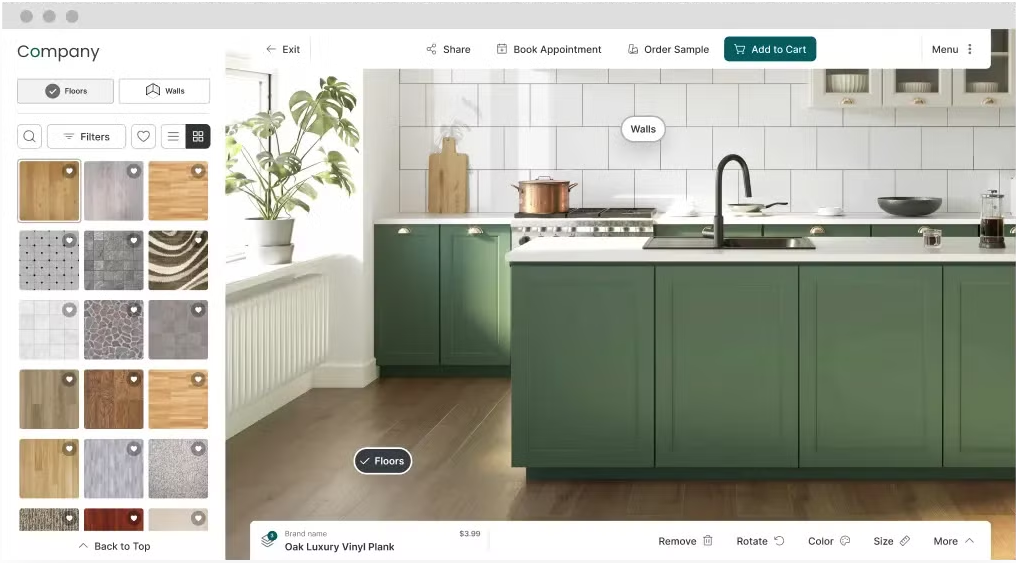 Company
Exit
Share
Book Appointment
Order Sample
Add to Cart
Menu
Floors
Walls
Filters
Walls
Floors
Back to Top
3
Brand name
$3.99
Oak Luxury Vinyl Plank
Remove
Rotate
Color
Size
More